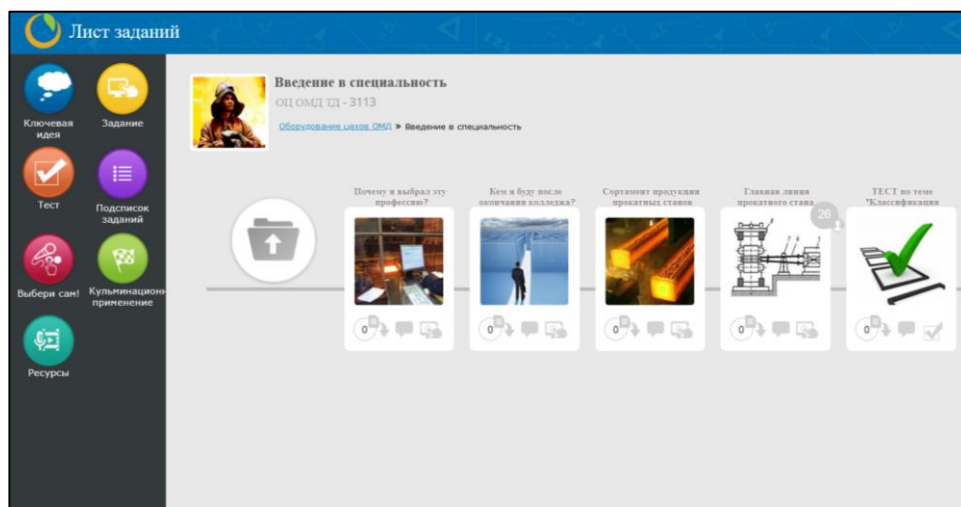 Лист заданий
Ключевая
идея
Задание
Тест
Подсписок
заданий
Выбери сам!
Кульминационн
применение
Ресурсы
Введение в специальность
ОЦ ОМД ТД - 3113
Оборудование цехов ОМД » Введение в специальность
Почему я выбрал эту
профессию?
Кем я буду после
окончания колледжа?
Сортамент продукции
прокатных станов
Главная линия
прокатного стана
ТЕСТ по теме
"Классификация
26
1
0
0
0
0
0